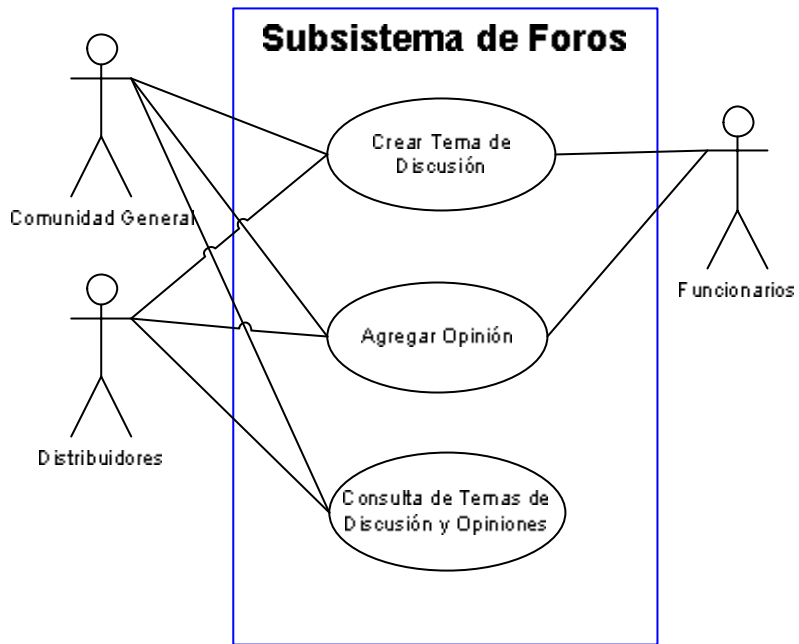 Subsistema de Foros
Comunidad General
Crear Tema de
Discusión
Funcionarios
Agregar Opinión
Distribuidores
Consulta de Temas de
Discusión y Opiniones